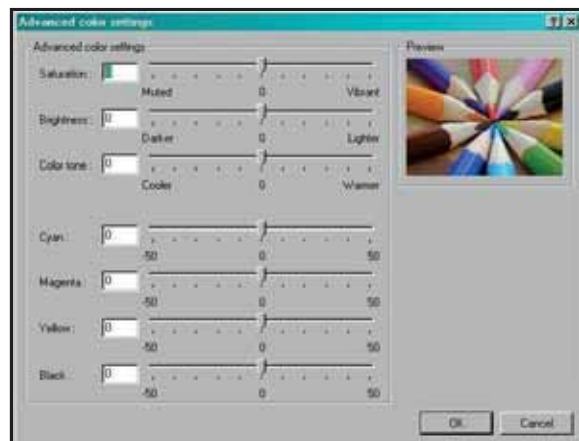 Advanced color settings
Advanced color settings
Preview
Saturation :
Muted 0 Vibrant
Brightness : 0
Darker 0 Lighter
Color tone : 0
Cooler 0 Warmer
Cyan : 0
-50 0 50
Magenta : 0
-50 0 50
Yellow : 0
-50 0 50
Black : 0
-50 0 50
OK Cancel